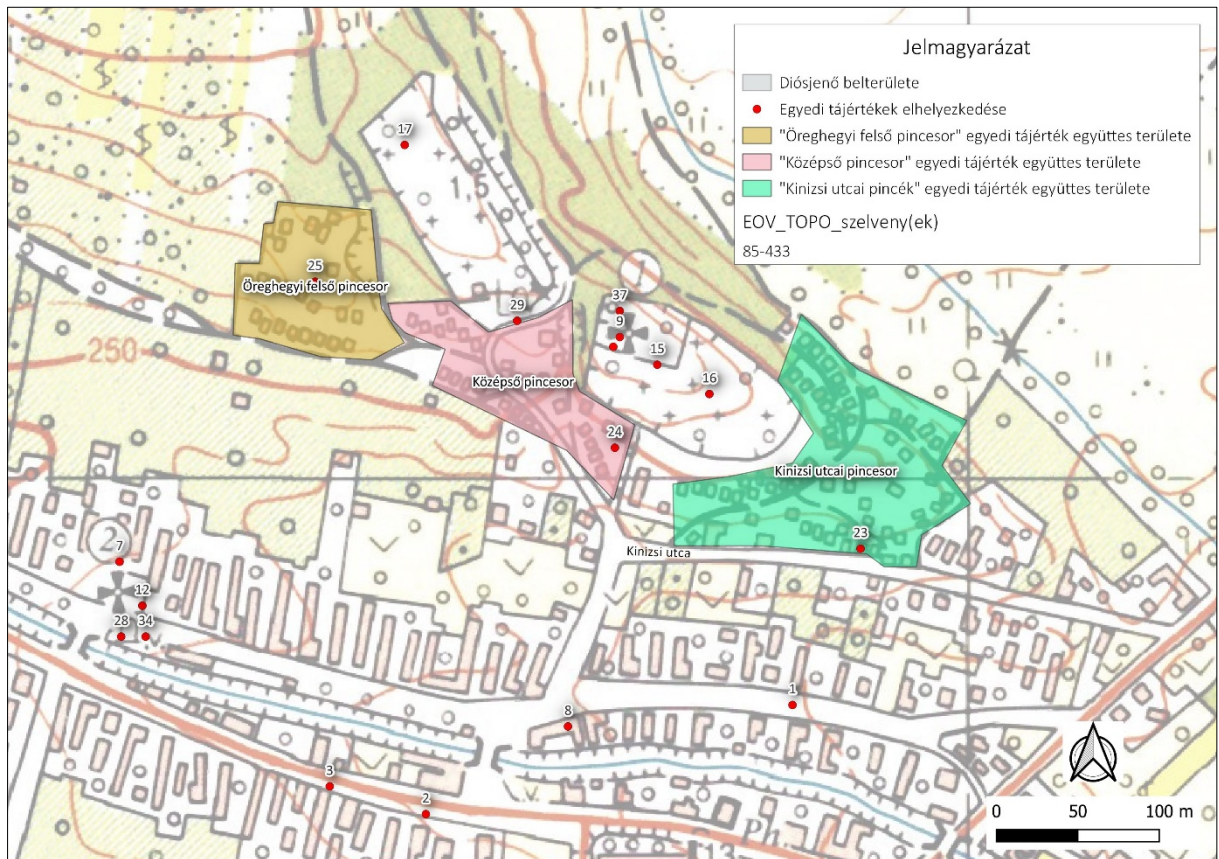 Jelmagyarázat
Diósjenő belterülete
Egyedi tájértékek elhelyezkedése
"Öreghegyi felső pincesor" egyedi tájérték együttes területe
"Középső pincesor" egyedi tájérték együttes területe
"Kinizsi utcai pincék" egyedi tájérték együttes területe
EOV_TOPO_szelveny(ek)
85-433
17
1,5
25
Öreghegyi felső pincesor
29
37
1
9
15
16
250
Középső pincesor
24
Kinizsi utcai pincesor
23
Kinizsi utca
2
7
12
28
34
1
8
3
2
0
50
100 m